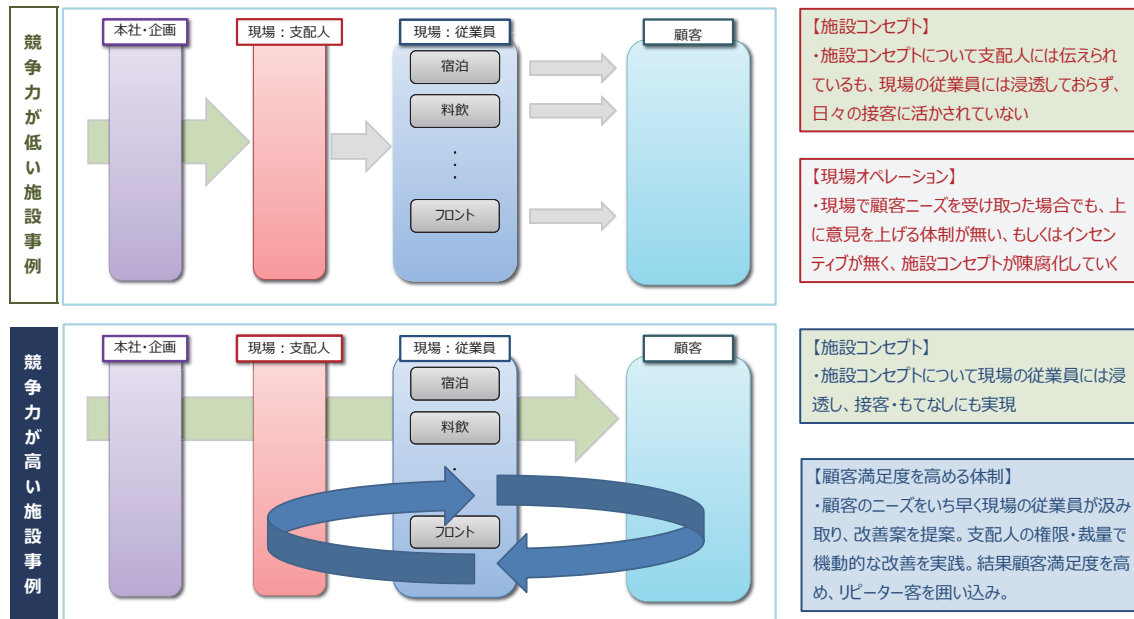 競争力が低い施設事例
本社・企画
現場：支配人
現場：従業員
顧客
宿泊
料飲
・
・
・
フロント
【施設コンセプト】
・施設コンセプトについて支配人には伝えられ
ているも、現場の従業員には浸透しておらず、
日々の接客に活かされていない
【現場オペレーション】
・現場で顧客ニーズを受け取った場合でも、上
に意見を上げる体制が無い、もしくはインセン
ティブが無く、施設コンセプトが陳腐化していく
競争力が高い施設事例
本社・企画
現場：支配人
現場：従業員
顧客
宿泊
料飲
・
フロント
【施設コンセプト】
・施設コンセプトについて現場の従業員には浸
透し、接客・もてなしにも実現
【顧客満足度を高める体制】
・顧客のニーズをいち早く現場の従業員が汲み
取り、改善案を提案。支配人の権限・裁量で
機動的な改善を実践。結果顧客満足度を高
め、リピーター客を囲い込み。